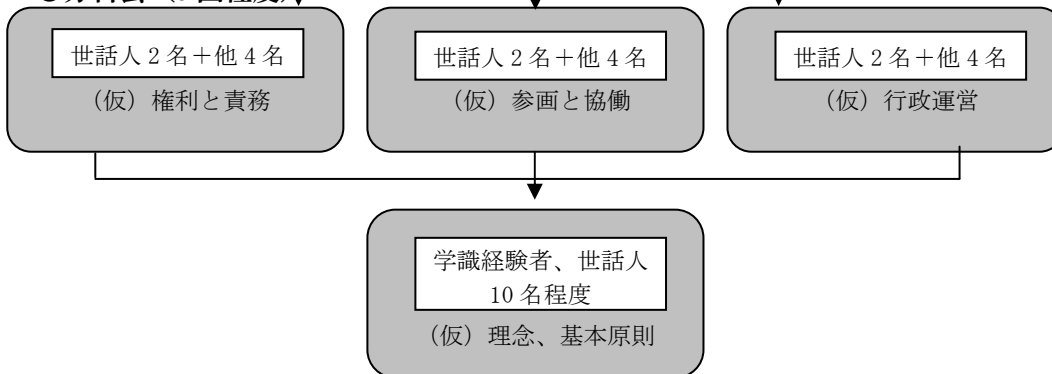 世話人2名＋他4名
（仮）権利と責務
世話人2名＋他4名
（仮）参画と協働
世話人2名＋他4名
（仮）行政運営
学識経験者、世話人
10名程度
（仮）理念、基本原則